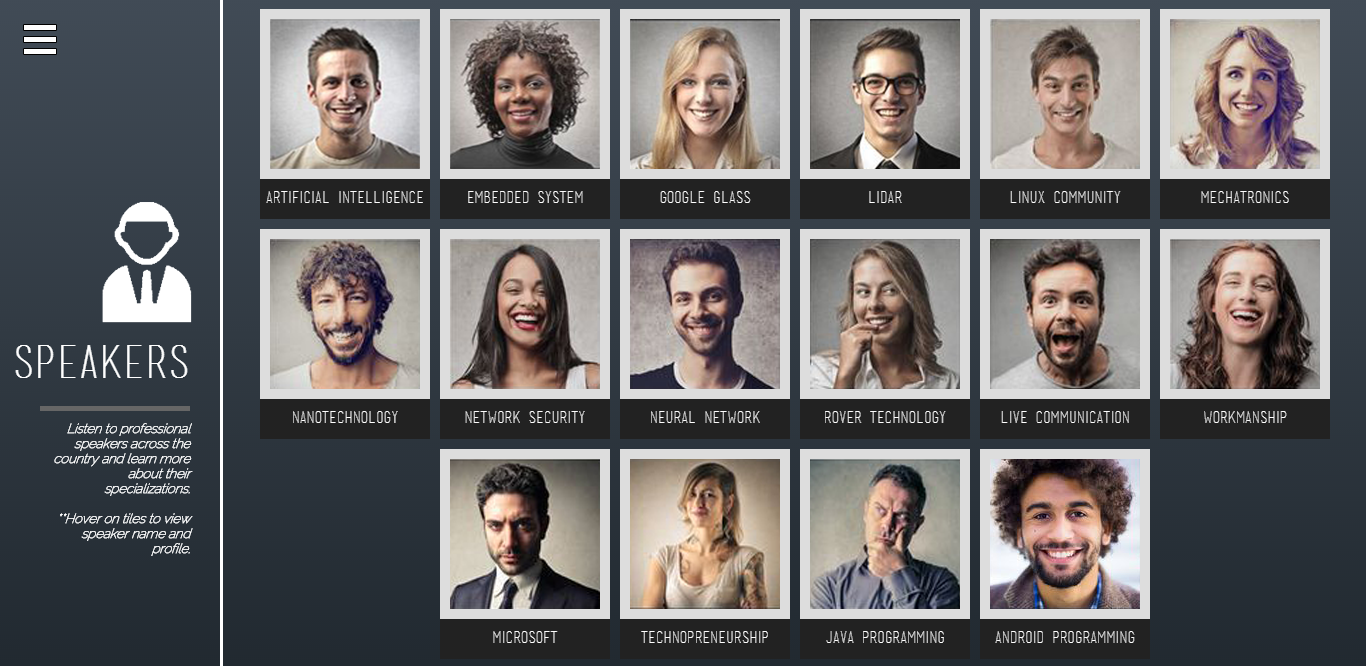 ARTIFICIAL INTELLIGENCE
EMBEDDED SYSTEM
GOOGLE GLASS
LIDAR
LINUX COMMUNITY
MECHATRONICS
SPEAKERS
Listen to professional
speakers across the
country and learn more
about their
specializations.
**Hover on tiles to view
speaker name and
profile.
NANOTECHNOLOGY
NETWORK SECURITY
NEURAL NETWORK
ROVER TECHNOLOGY
LIVE COMMUNICATION
WORKMANSHIP
MICROSOFT
TECHNOPRENEURSHIP
JAVA PROGRAMMING
ANDROID PROGRAMMING